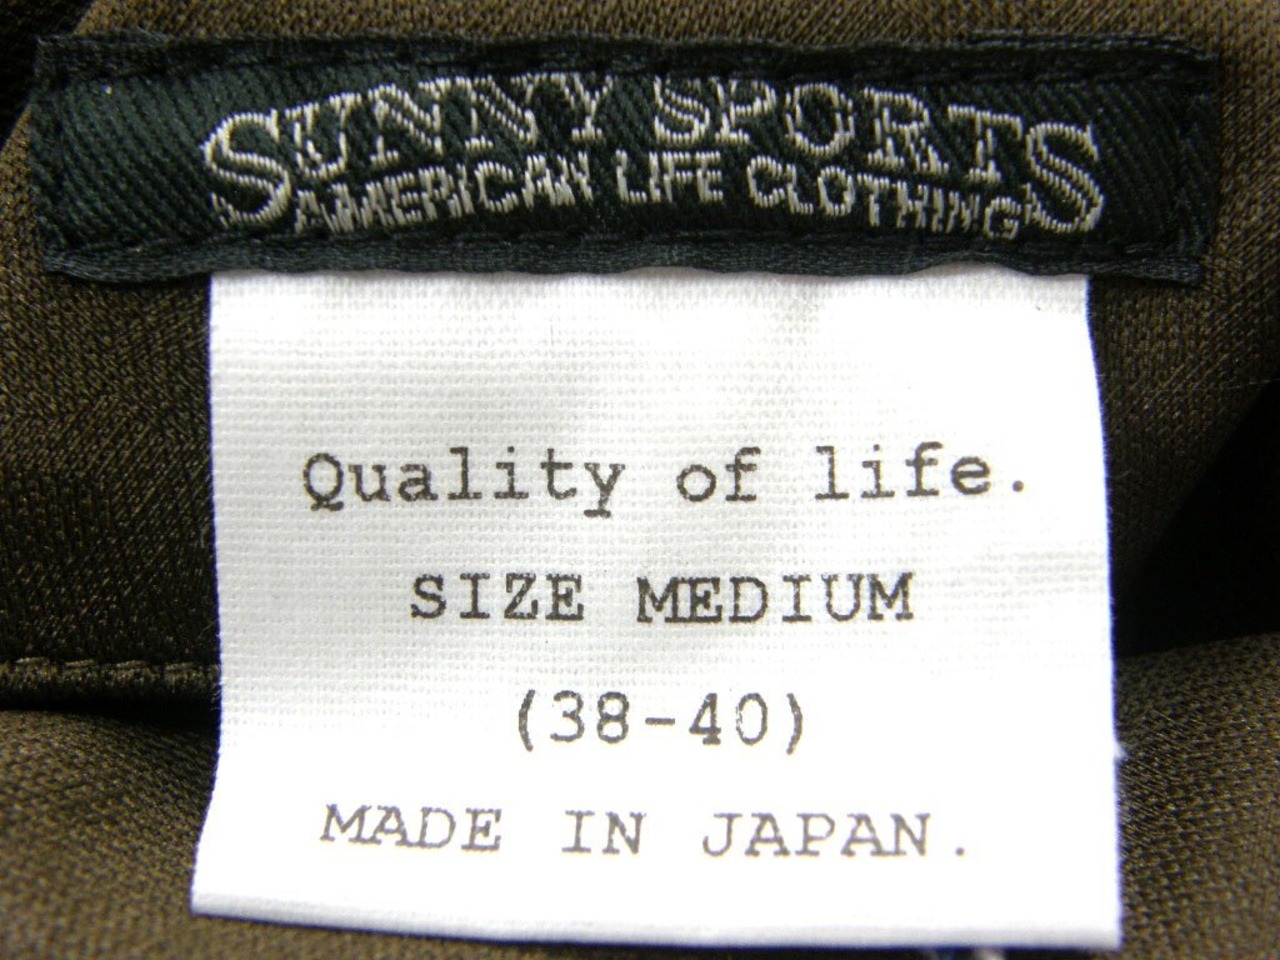 SUNNY SPORTS
AMERICAN LIFE CLOTHING
Quality of life.
SIZE MEDIUM
(38-40)
MADE IN JAPAN.